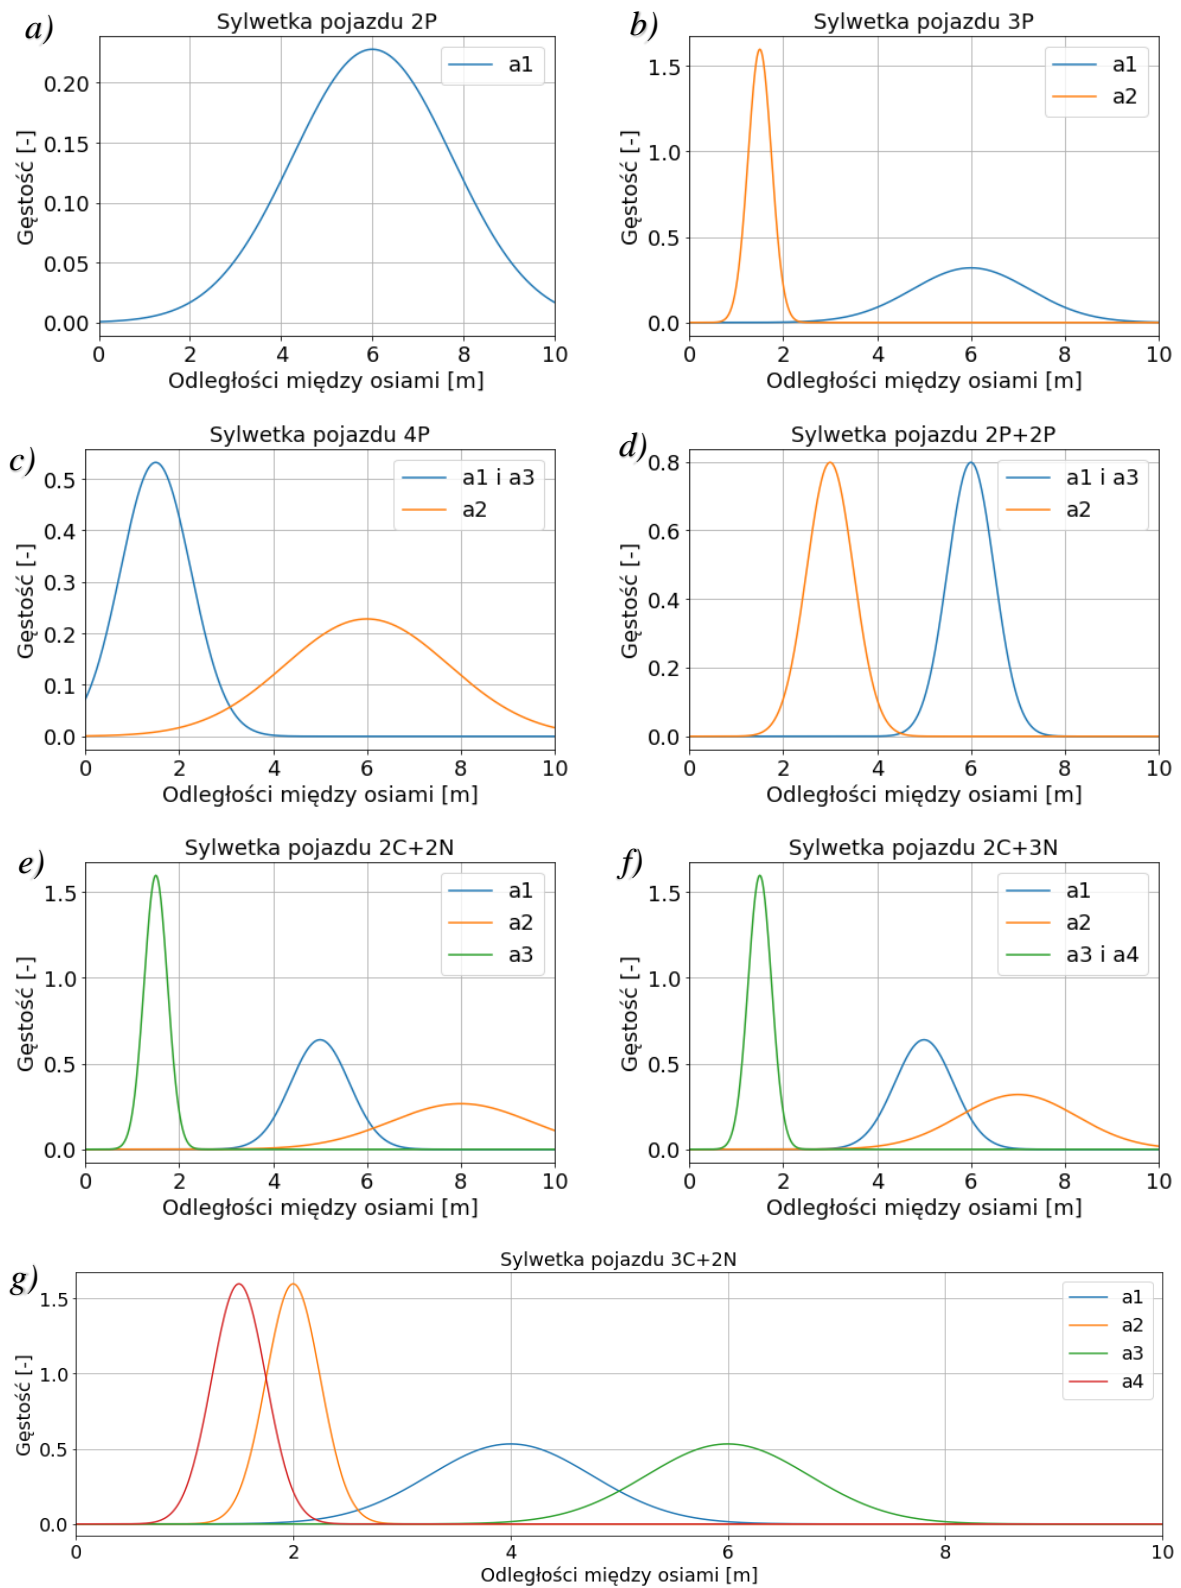 a)
Sylwetka pojazdu 2P
Gęstość [-]
0.20
0.15
0.10
0.05
0.00
a1
0 2 4 6 8 10
Odległości między osiami [m]
b)
Sylwetka pojazdu 3P
Gęstość [-]
1.5
1.0
0.5
0.0
a1
a2
0 2 4 6 8 10
Odległości między osiami [m]
c)
Sylwetka pojazdu 4P
Gęstość [-]
0.5
0.4
0.3
0.2
0.1
0.0
a1 i a3
a2
0 2 4 6 8 10
Odległości między osiami [m]
d)
Sylwetka pojazdu 2P+2P
Gęstość [-]
0.8
0.6
0.4
0.2
0.0
a1 i a3
a2
0 2 4 6 8 10
Odległości między osiami [m]
e)
Sylwetka pojazdu 2C+2N
Gęstość [-]
1.5
1.0
0.5
0.0
a1
a2
a3
0 2 4 6 8 10
Odległości między osiami [m]
f)
Sylwetka pojazdu 2C+3N
Gęstość [-]
1.5
1.0
0.5
0.0
a1
a2
a3 i a4
0 2 4 6 8 10
Odległości między osiami [m]
g)
Sylwetka pojazdu 3C+2N
Gęstość [-]
1.5
1.0
0.5
0.0
a1
a2
a3
a4
0 2 4 6 8 10
Odległości między osiami [m]